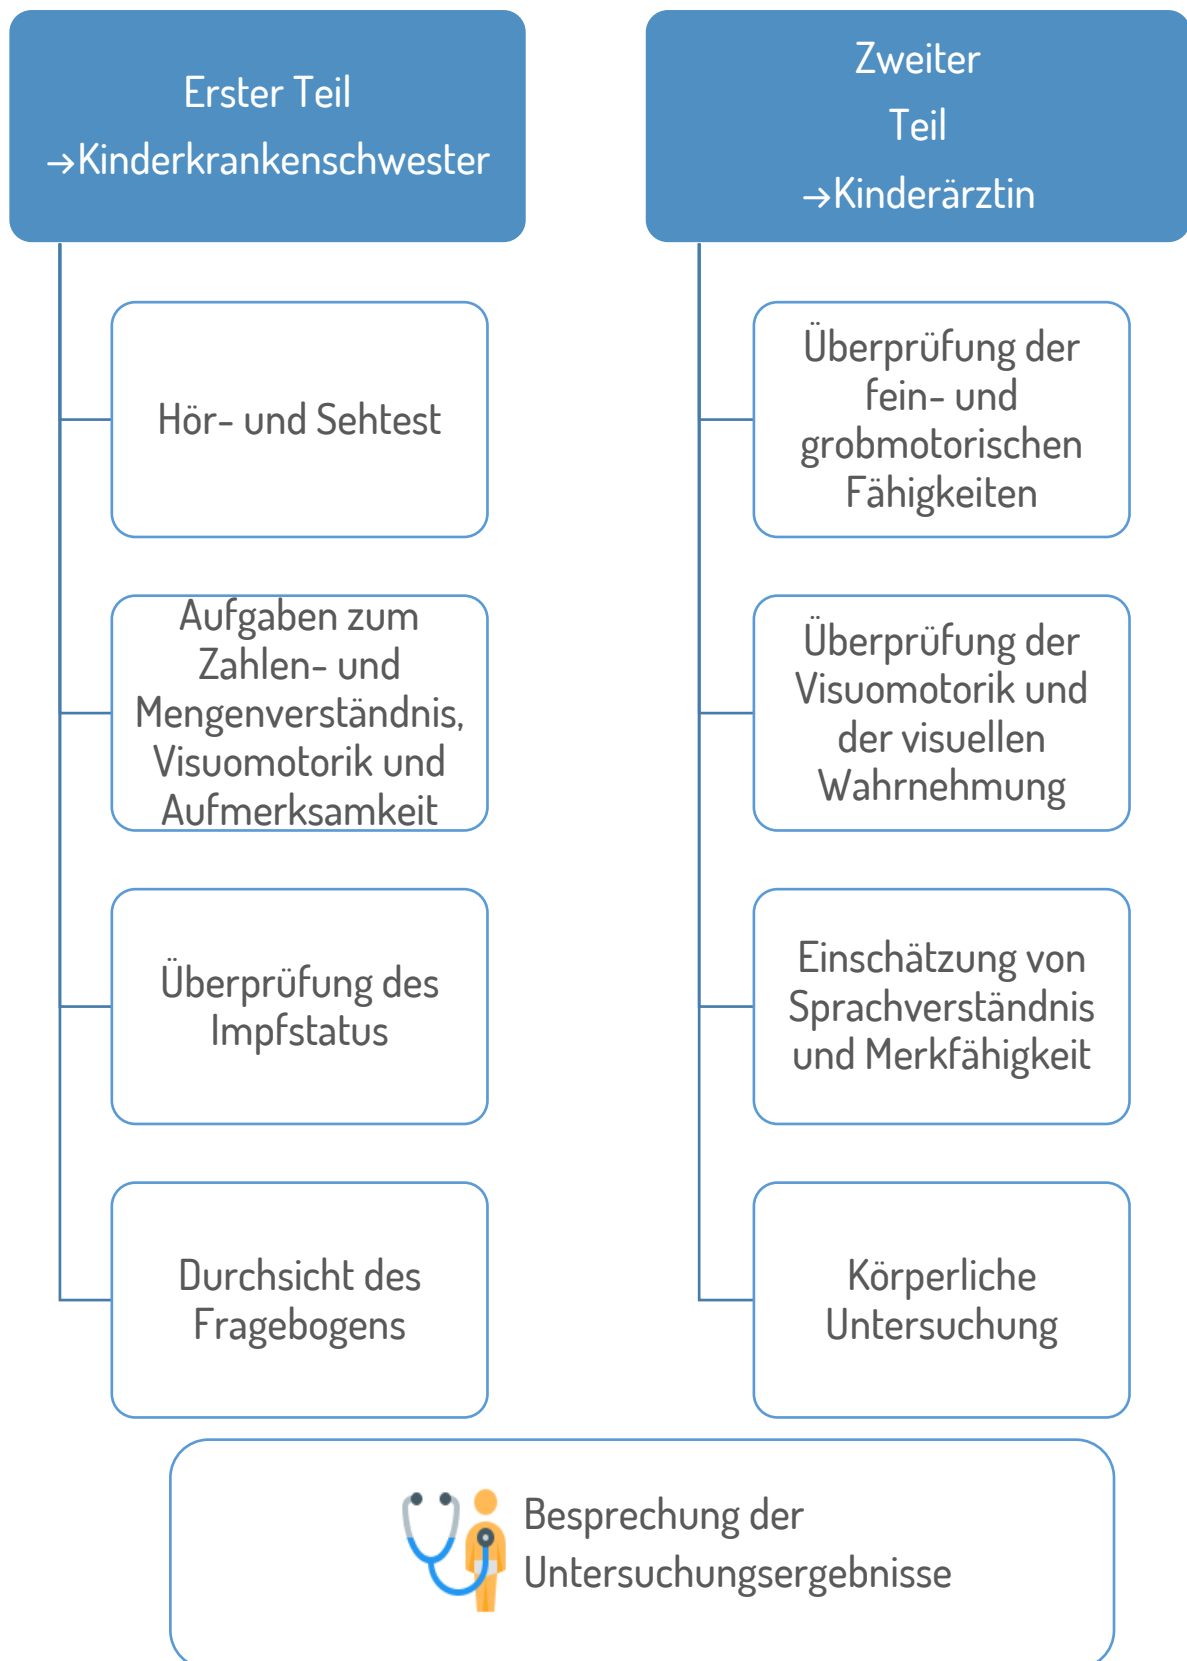 Erster Teil
→Kinderkrankenschwester
Hör- und Sehtest
Aufgaben zum
Zahlen- und
Mengenverständnis,
Visuomotorik und
Aufmerksamkeit
Überprüfung des
Impfstatus
Durchsicht des
Fragebogens
Zweiter
Teil
→Kinderärztin
Überprüfung der
fein- und
grobmotorischen
Fähigkeiten
Überprüfung der
Visuomotorik und
der visuellen
Wahrnehmung
Einschätzung von
Sprachverständnis
und Merkfähigkeit
Körperliche
Untersuchung
Besprechung der
Untersuchungsergebnisse